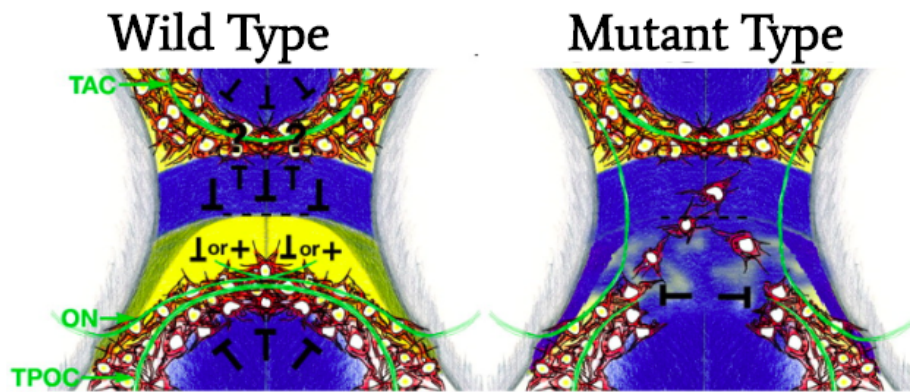 Wild Type
Mutant Type
TAC
? ?
⊥or+ ⊥or+
ON
TPOC